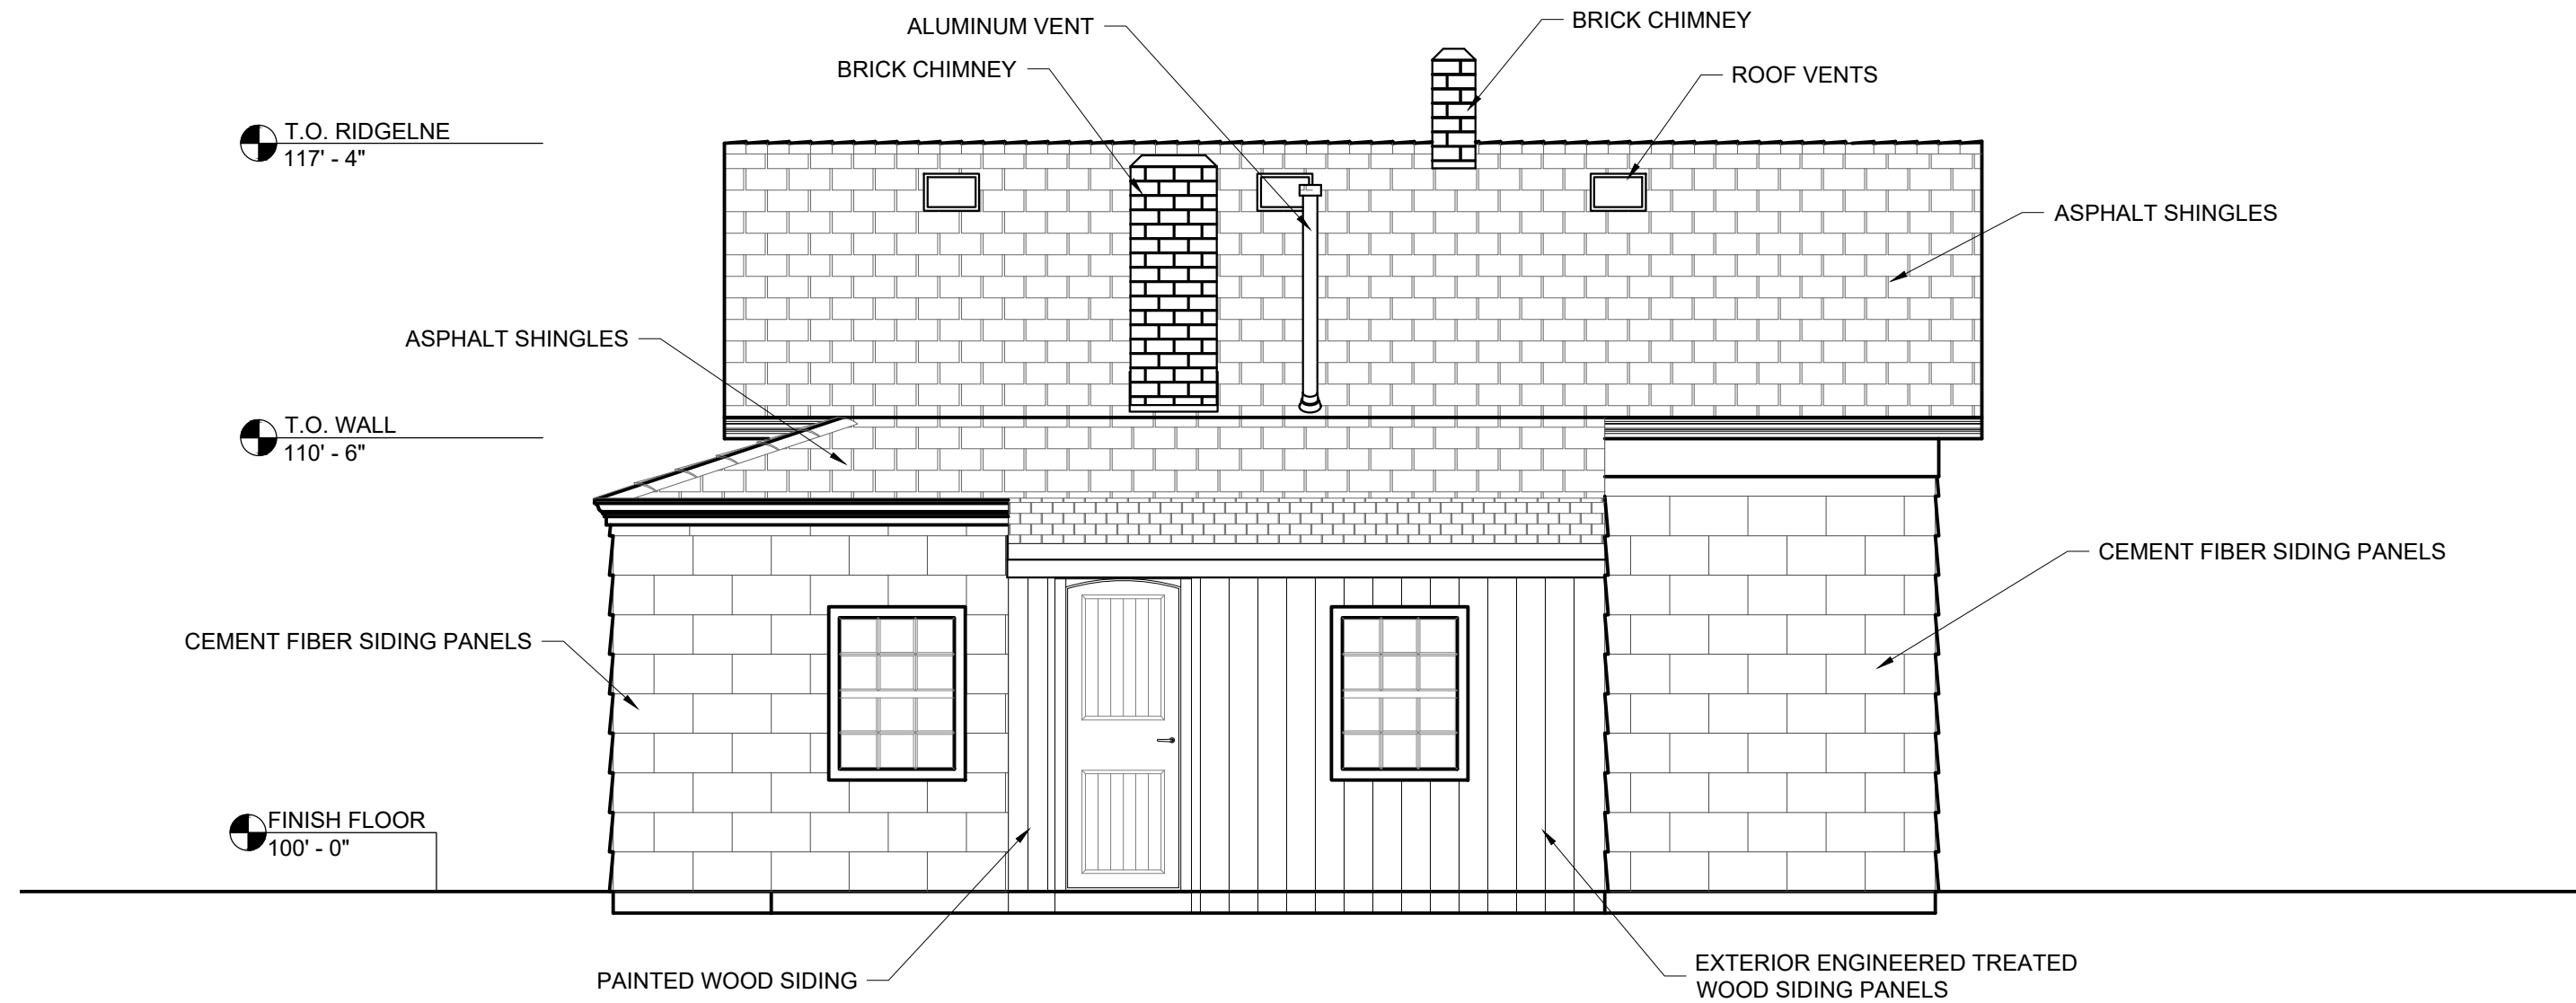 ALUMINUM VENT
BRICK CHIMNEY
BRICK CHIMNEY
ROOF VENTS
T.O. RIDGELNE
117' - 4"
ASPHALT SHINGLES
ASPHALT SHINGLES
T.O. WALL
110' - 6"
CEMENT FIBER SIDING PANELS
CEMENT FIBER SIDING PANELS
FINISH FLOOR
100' - 0"
PAINTED WOOD SIDING
EXTERIOR ENGINEERED TREATED
WOOD SIDING PANELS